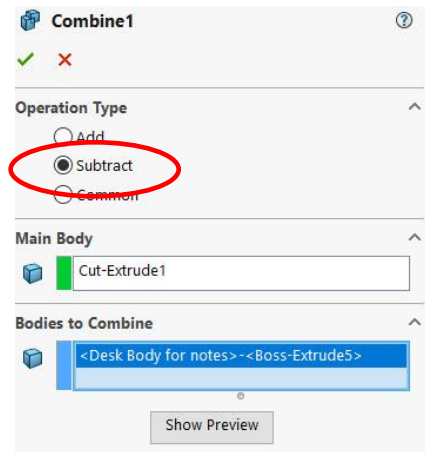 Combine1
Operation Type
Add
Subtract
Common
Main Body
Cut-Extrude1
Bodies to Combine
<Desk Body for notes>-<Boss-Extrude5>
Show Preview